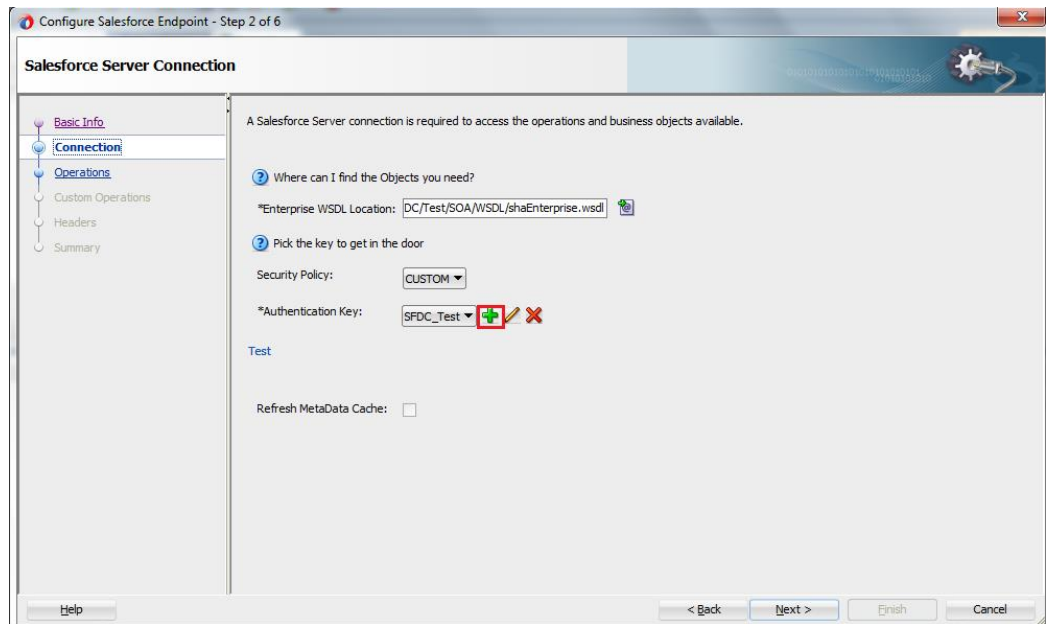 Configure Salesforce Endpoint - Step 2 of 6
Salesforce Server Connection
Basic Info
Connection
Operations
Custom Operations
Headers
Summary
A Salesforce Server connection is required to access the operations and business objects available.
Where can I find the Objects you need?
*Enterprise WSDL Location: DC/Test/SOA/WSDL/shaEnterprise.wsdl
Pick the key to get in the door
Security Policy: CUSTOM
*Authentication Key: SFDC_Test
Test
Refresh MetaData Cache:
Help < Back Next > Finish Cancel